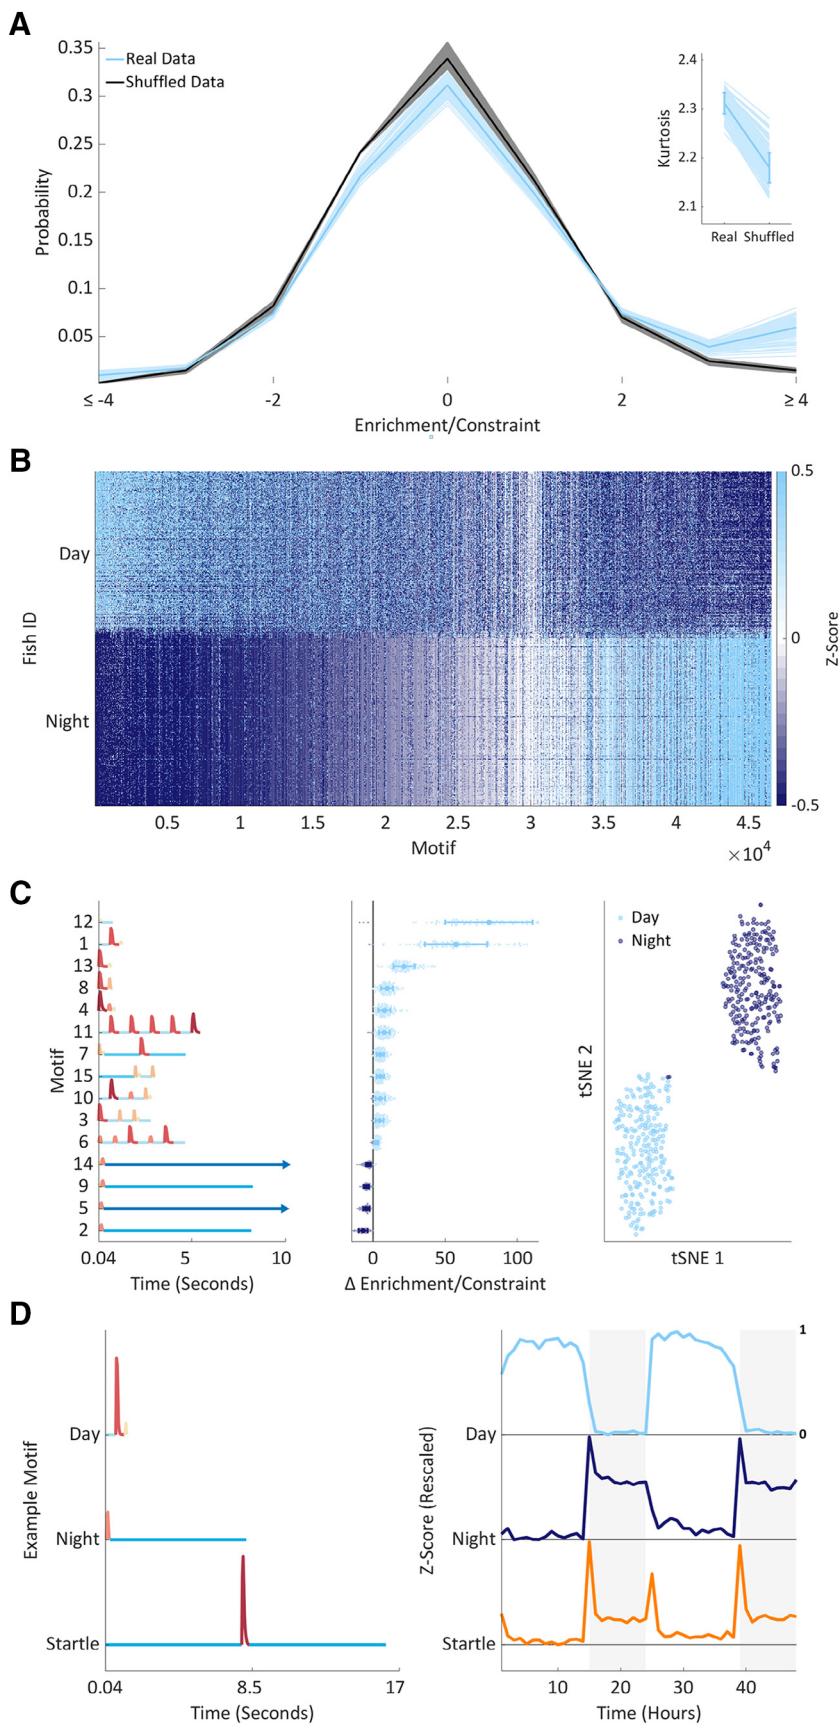 A
0.35
0.3
0.25
0.2
0.15
0.1
0.05
Probability
Real Data
Shuffled Data
≤ -4
-2
0
2
≥ 4
Enrichment/Constraint
2.4
2.3
2.2
2.1
Kurtosis
Real
Shuffled
B
Day
Night
Fish ID
0.5
1
1.5
2
2.5
3
3.5
4
4.5
×10⁴
Motif
0.5
0
-0.5
Z-Score
C
12
1
13
8
4
11
7
15
10
3
6
14
9
5
2
Motif
0.04
5
10
Time (Seconds)
0
50
100
Δ Enrichment/Constraint
Day
Night
tSNE 2
tSNE 1
D
Day
Night
Startle
Example Motif
0.04
8.5
17
Time (Seconds)
1
0
Day
Night
Startle
Z-Score (Rescaled)
10
20
30
40
Time (Hours)